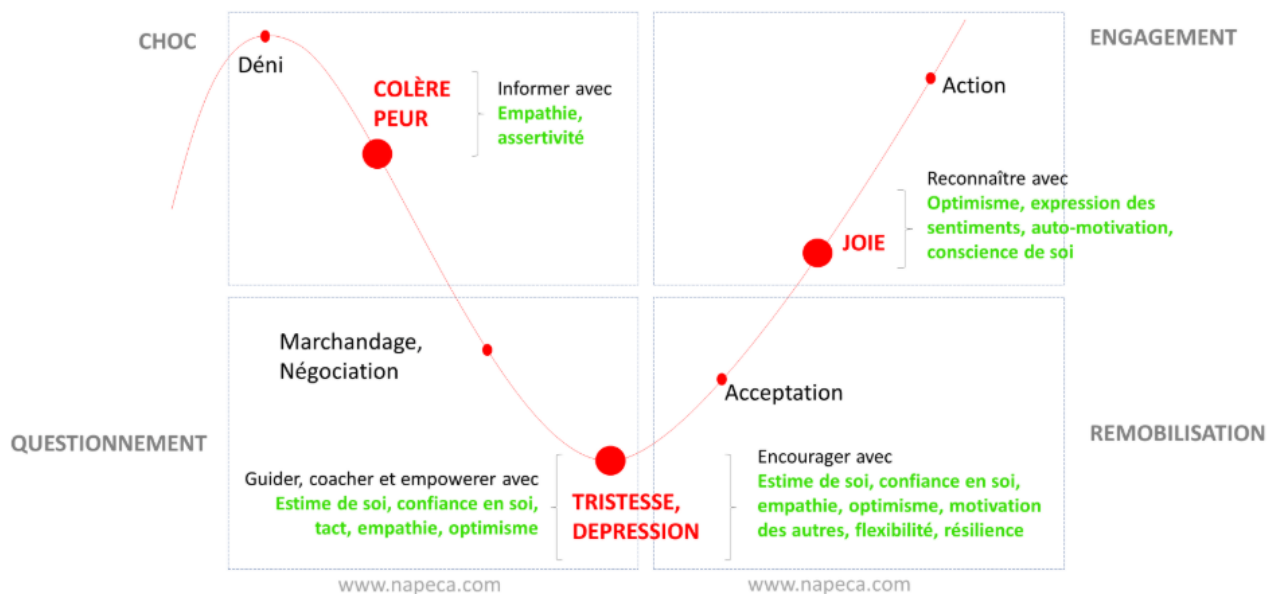 CHOC
Déni
COLÈRE
PEUR
Informer avec
Empathie,
assertivité
ENGAGEMENT
Action
Reconnaître avec
Optimisme, expression des
sentiments, auto-motivation,
conscience de soi
JOIE
Marchandage,
Négociation
QUESTIONNEMENT
Guider, coacher et empowerer avec
Estime de soi, confiance en soi,
tact, empathie, optimisme
TRISTESSE,
DEPRESSION
Acceptation
REMOBILISATION
Encourager avec
Estime de soi, confiance en soi,
empathie, optimisme, motivation
des autres, flexibilité, résilience
www.napeca.com
www.napeca.com